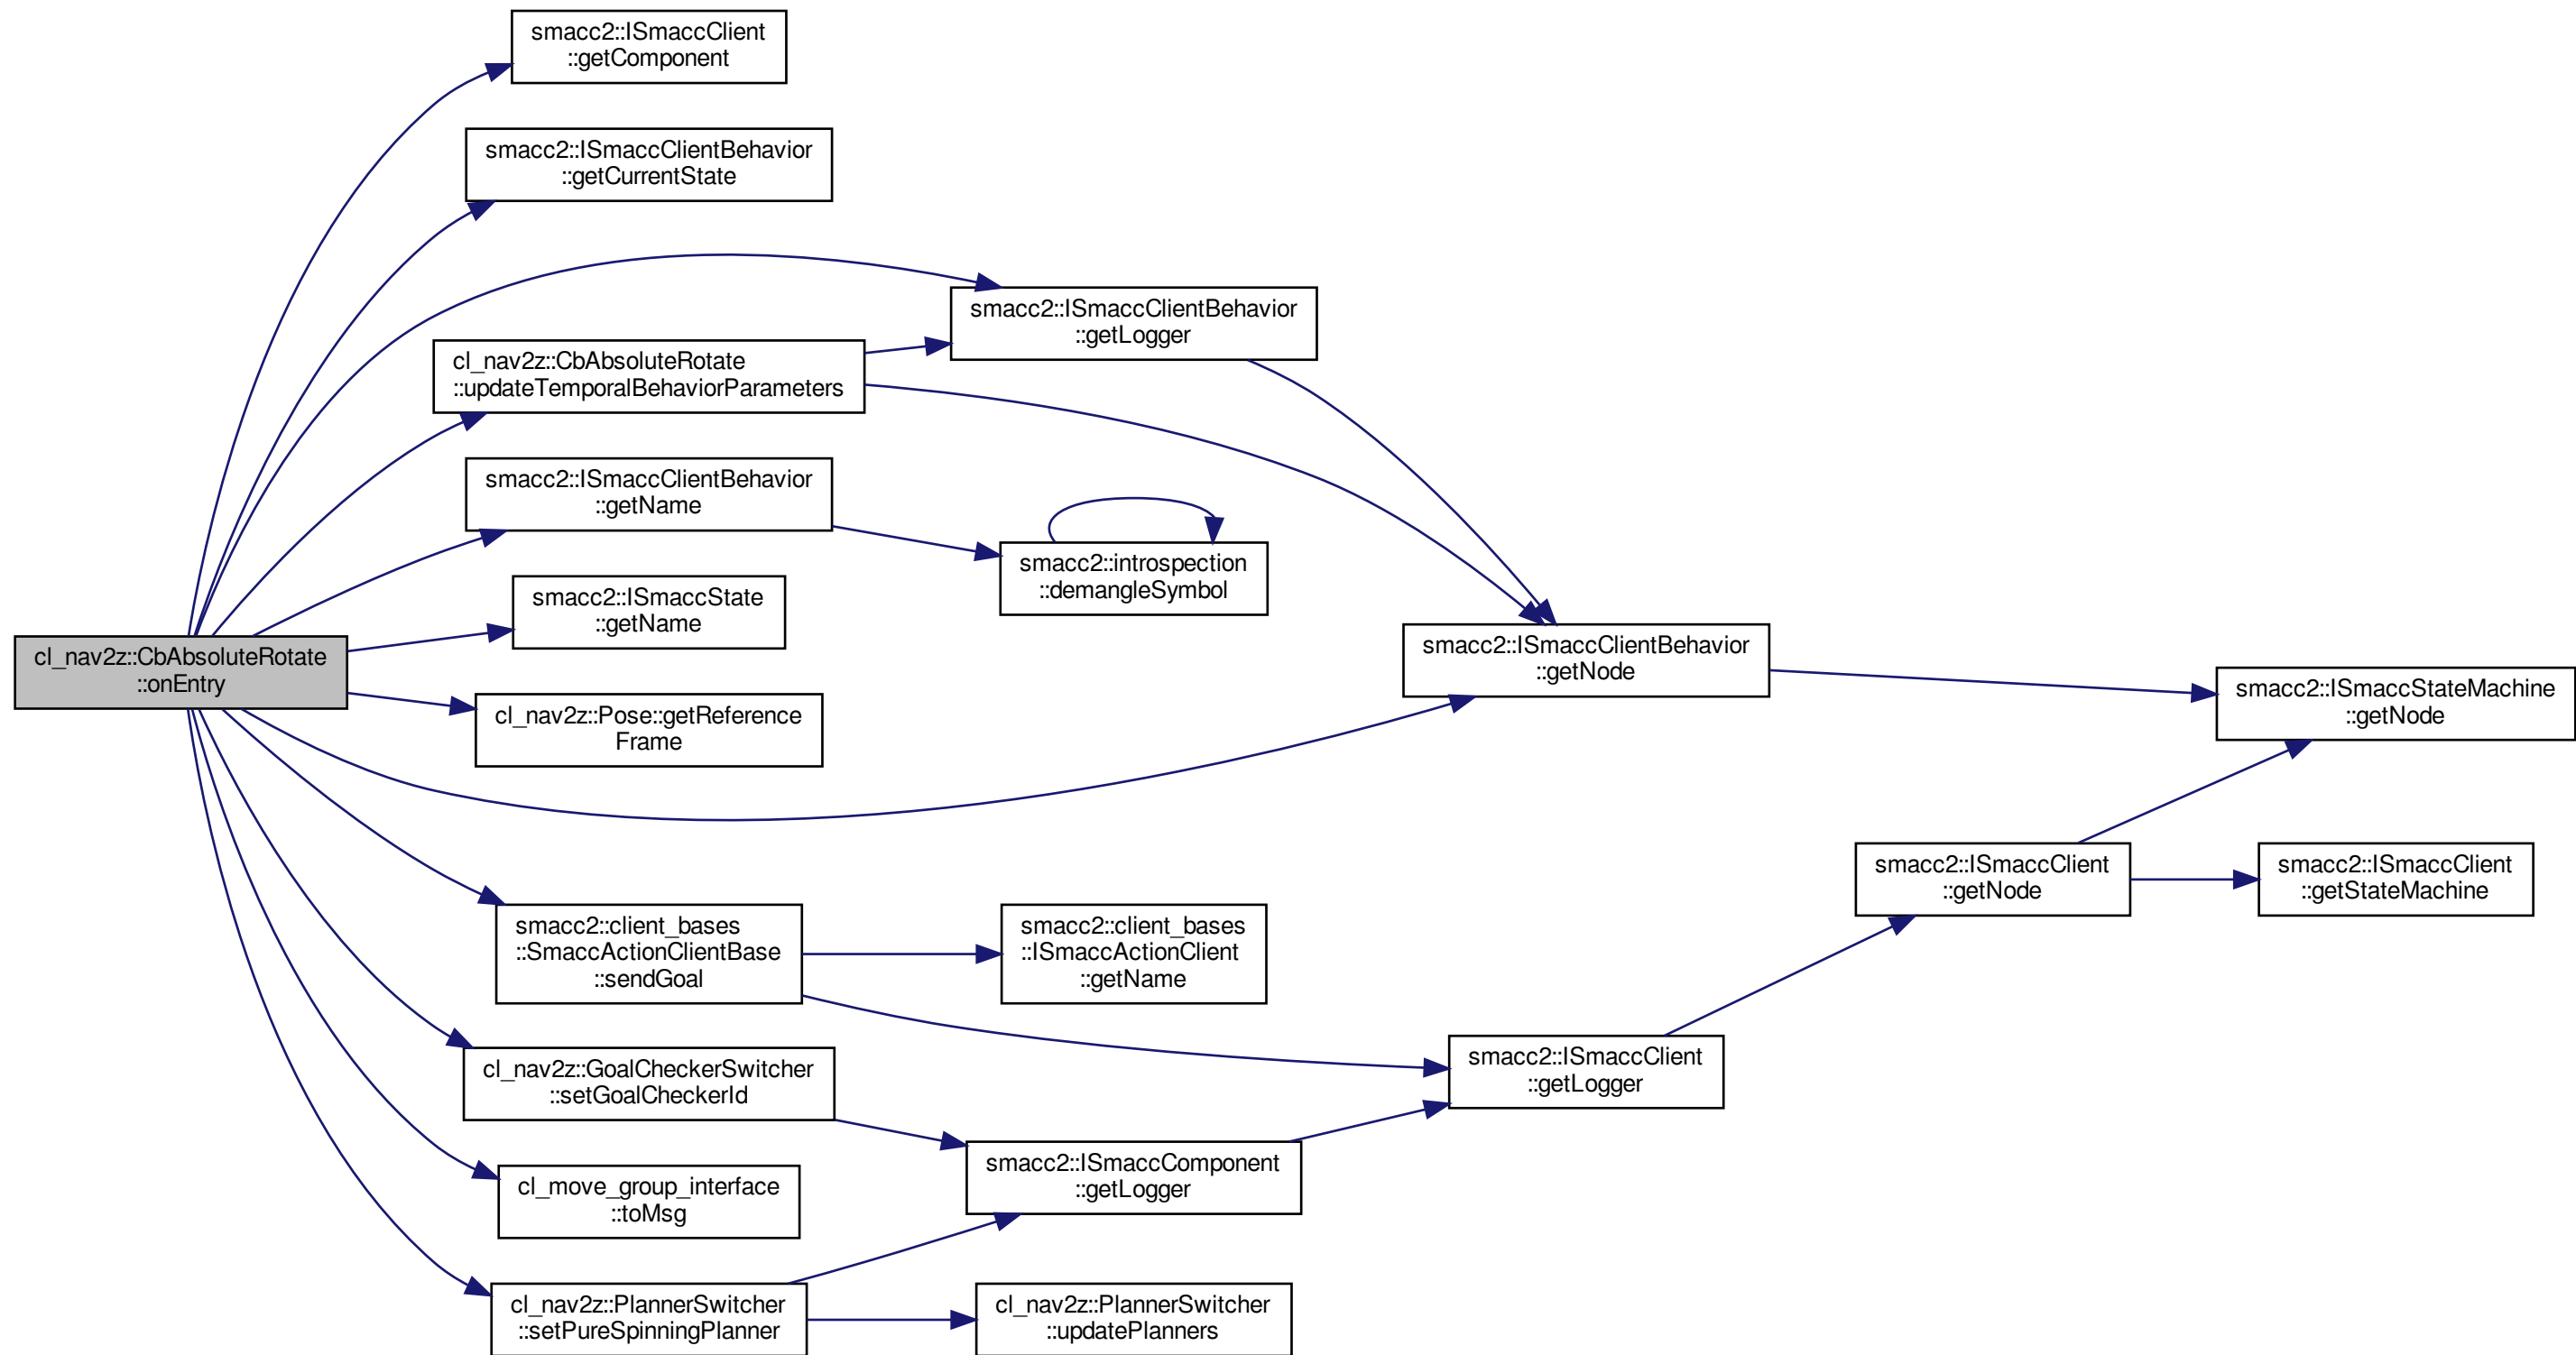 smacc2::ISmaccClient
::getComponent
smacc2::ISmaccClientBehavior
::getCurrentState
smacc2::ISmaccClientBehavior
::getLogger
cl_nav2z::CbAbsoluteRotate
::updateTemporalBehaviorParameters
smacc2::ISmaccClientBehavior
::getName
smacc2::introspection
::demangleSymbol
smacc2::ISmaccState
::getName
cl_nav2z::CbAbsoluteRotate
::onEntry
smacc2::ISmaccClientBehavior
::getNode
smacc2::ISmaccStateMachine
::getNode
cl_nav2z::Pose::getReference
Frame
smacc2::ISmaccClient
::getNode
smacc2::ISmaccClient
::getStateMachine
smacc2::client_bases
::SmaccActionClientBase
::sendGoal
smacc2::client_bases
::ISmaccActionClient
::getName
cl_nav2z::GoalCheckerSwitcher
::setGoalCheckerId
smacc2::ISmaccClient
::getLogger
smacc2::ISmaccComponent
::getLogger
cl_move_group_interface
::toMsg
cl_nav2z::PlannerSwitcher
::setPureSpinningPlanner
cl_nav2z::PlannerSwitcher
::updatePlanners